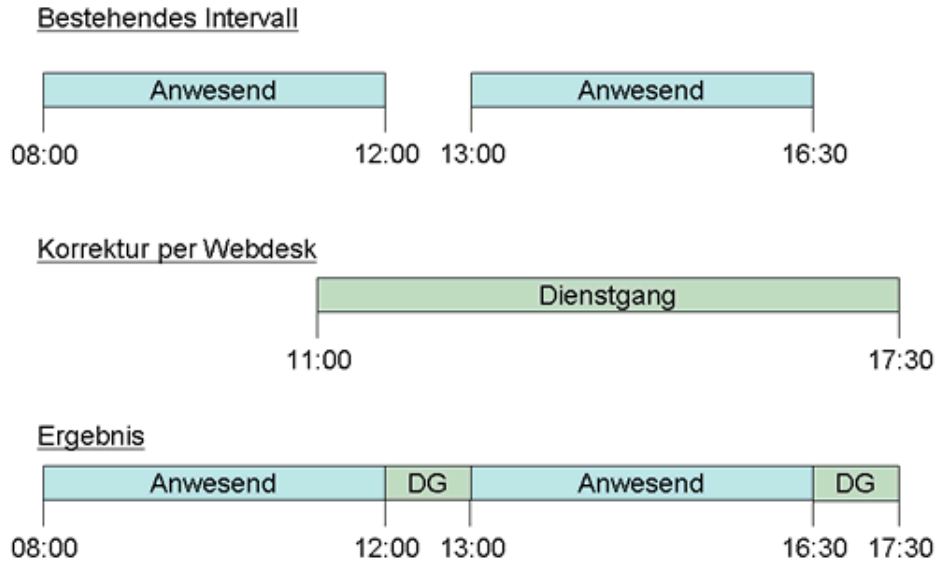 Bestehendes Intervall
Anwesend Anwesend
08:00 12:00 13:00 16:30
Korrektur per Webdesk
Dienstgang
11:00 17:30
Ergebnis
Anwesend DG Anwesend DG
08:00 12:00 13:00 16:30 17:30